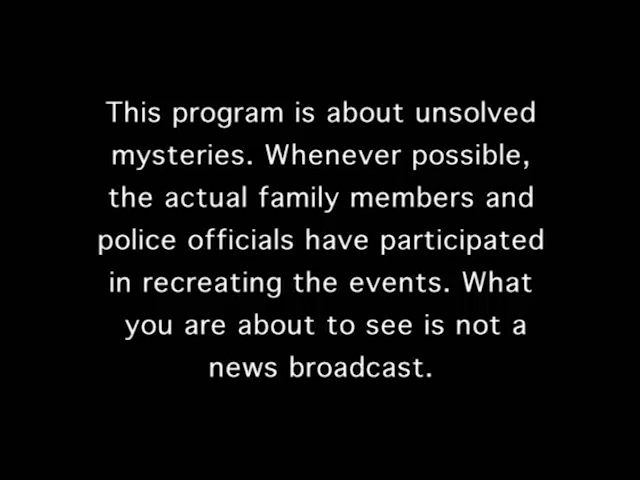 This program is about unsolved
mysteries. Whenever possible,
the actual family members and
police officials have participated
in recreating the events. What
you are about to see is not a
news broadcast.